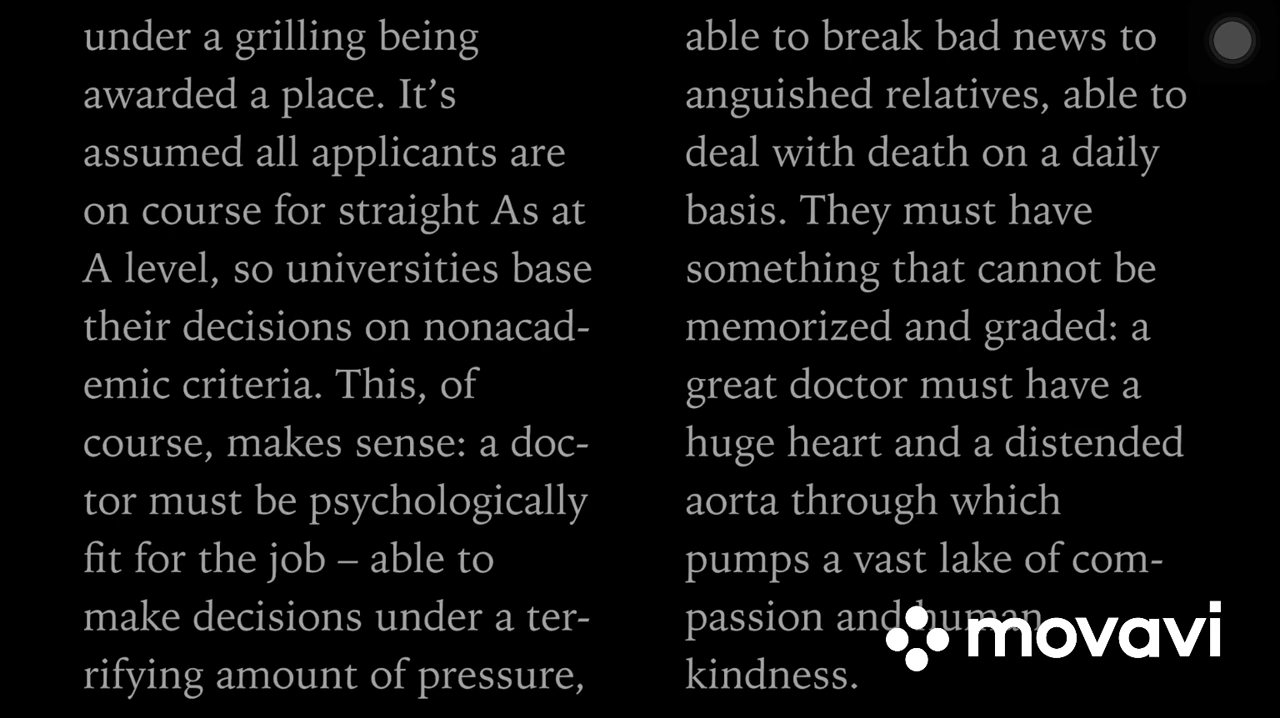 under a grilling being
awarded a place. It’s
assumed all applicants are
on course for straight As at
A level, so universities base
their decisions on nonacad-
emic criteria. This, of
course, makes sense: a doc-
tor must be psychologically
fit for the job – able to
make decisions under a ter-
rifying amount of pressure,
able to break bad news to
anguished relatives, able to
deal with death on a daily
basis. They must have
something that cannot be
memorized and graded: a
great doctor must have a
huge heart and a distended
aorta through which
pumps a vast lake of com-
passion and human
kindness.
movavi